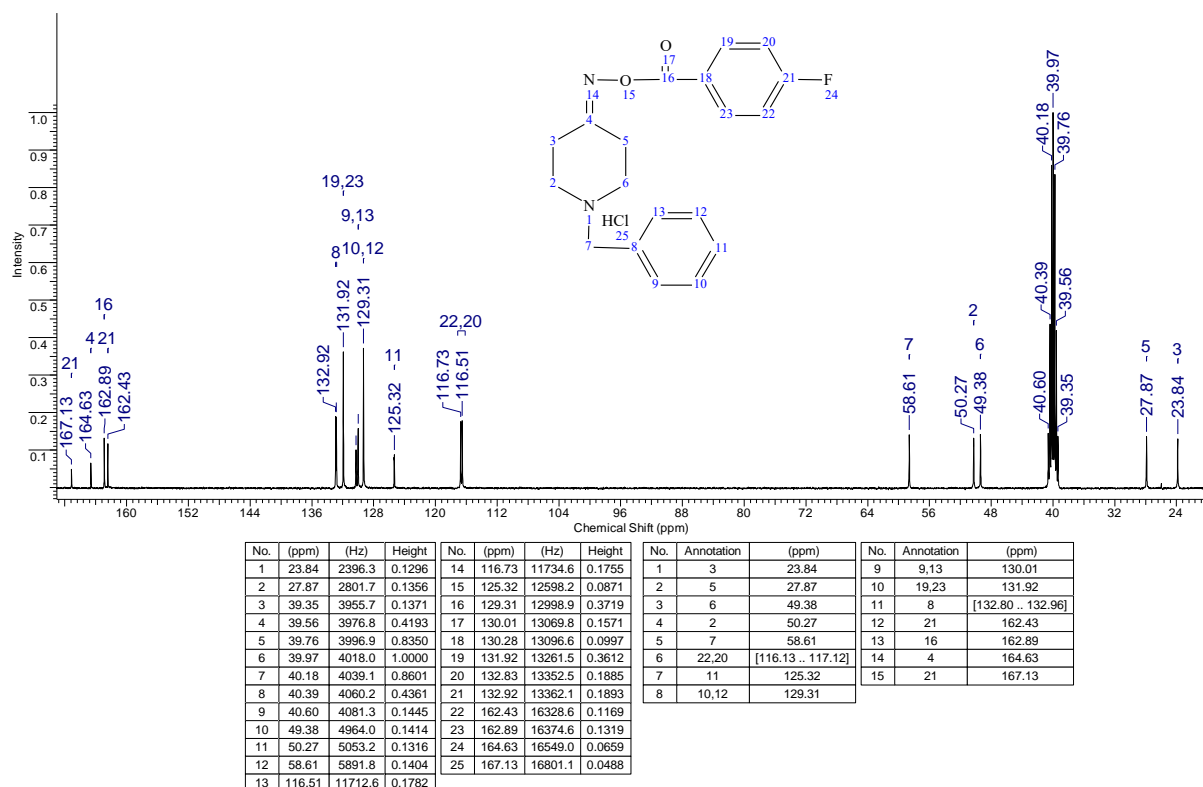 39.97
40.18
39.76
1.0
0.9
0.8
0.7
0.6
0.5
0.4
0.3
0.2
0.1
Intensity
O
17
16
N
14
O
15
18
19
20
21
F
24
22
23
4
3
5
2
6
N
1
HCl
25
7
8
13
12
11
10
9
19,23
9,13
8
10,12
16
4
21
21
11
22,20
7
2
6
5
3
167.13
164.63
162.89
162.43
132.92
131.92
129.31
125.32
116.73
116.51
58.61
50.27
49.38
40.60
40.39
39.56
39.35
27.87
23.84
160 152 144 136 128 120 112 104 96 88 80 72 64 56 48 40 32 24
Chemical Shift (ppm)
No. (ppm) (Hz) Height
1 23.84 2396.3 0.1296
2 27.87 2801.7 0.1356
3 39.35 3955.7 0.1371
4 39.56 3976.8 0.4193
5 39.76 3996.9 0.8350
6 39.97 4018.0 1.0000
7 40.18 4039.1 0.8601
8 40.39 4060.2 0.4361
9 40.60 4081.3 0.1445
10 49.38 4964.0 0.1414
11 50.27 5053.2 0.1316
12 58.61 5891.8 0.1404
13 116.51 11712.6 0.1782
No. (ppm) (Hz) Height
14 116.73 11734.6 0.1755
15 125.32 12598.2 0.0871
16 129.31 12998.9 0.3719
17 130.01 13069.8 0.1571
18 130.28 13096.6 0.0997
19 131.92 13261.5 0.3612
20 132.83 13352.5 0.1885
21 132.92 13362.1 0.1893
22 162.43 16328.6 0.1169
23 162.89 16374.6 0.1319
24 164.63 16549.0 0.0659
25 167.13 16801.1 0.0488
No. Annotation (ppm)
1 3 23.84
2 5 27.87
3 6 49.38
4 2 50.27
5 7 58.61
6 22,20 [116.13 .. 117.12]
7 11 125.32
8 10,12 129.31
No. Annotation (ppm)
9 9,13 130.01
10 19,23 131.92
11 8 [132.80 .. 132.96]
12 21 162.43
13 16 162.89
14 4 164.63
15 21 167.13